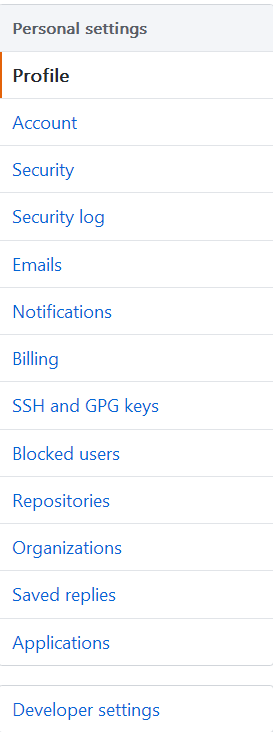 Personal settings
Profile
Account
Security
Security log
Emails
Notifications
Billing
SSH and GPG keys
Blocked users
Repositories
Organizations
Saved replies
Applications
Developer settings